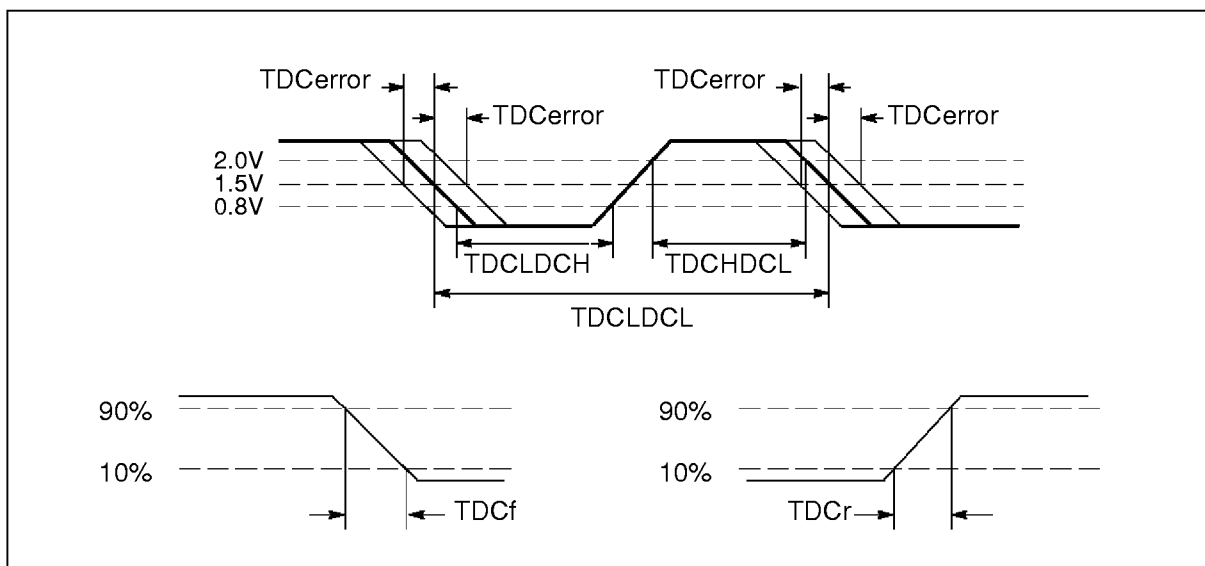 TDCerror
TDCerror
TDCerror
TDCerror
2.0V
1.5V
0.8V
TDCLDCH
TDCHDCL
TDCLDCL
90%
90%
10%
10%
TDCf
TDCr